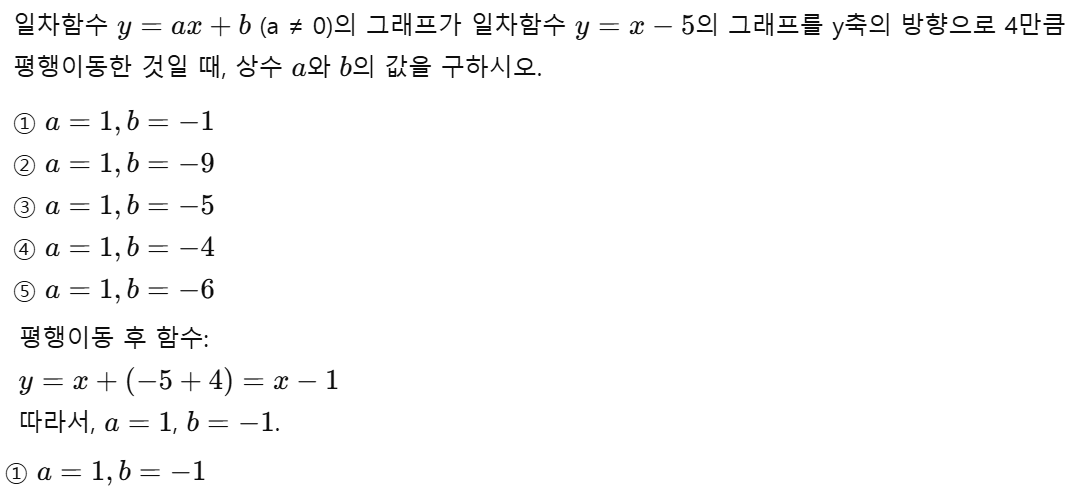 일차함수 y = ax + b (a ≠ 0)의 그래프가 일차함수 y = x − 5의 그래프를 y축의 방향으로 4만큼
평행이동한 것일 때, 상수 a와 b의 값을 구하시오.
① a = 1, b = −1
② a = 1, b = −9
③ a = 1, b = −5
④ a = 1, b = −4
⑤ a = 1, b = −6
평행이동 후 함수:
y = x + (−5 + 4) = x − 1
따라서, a = 1, b = −1.
① a = 1, b = −1